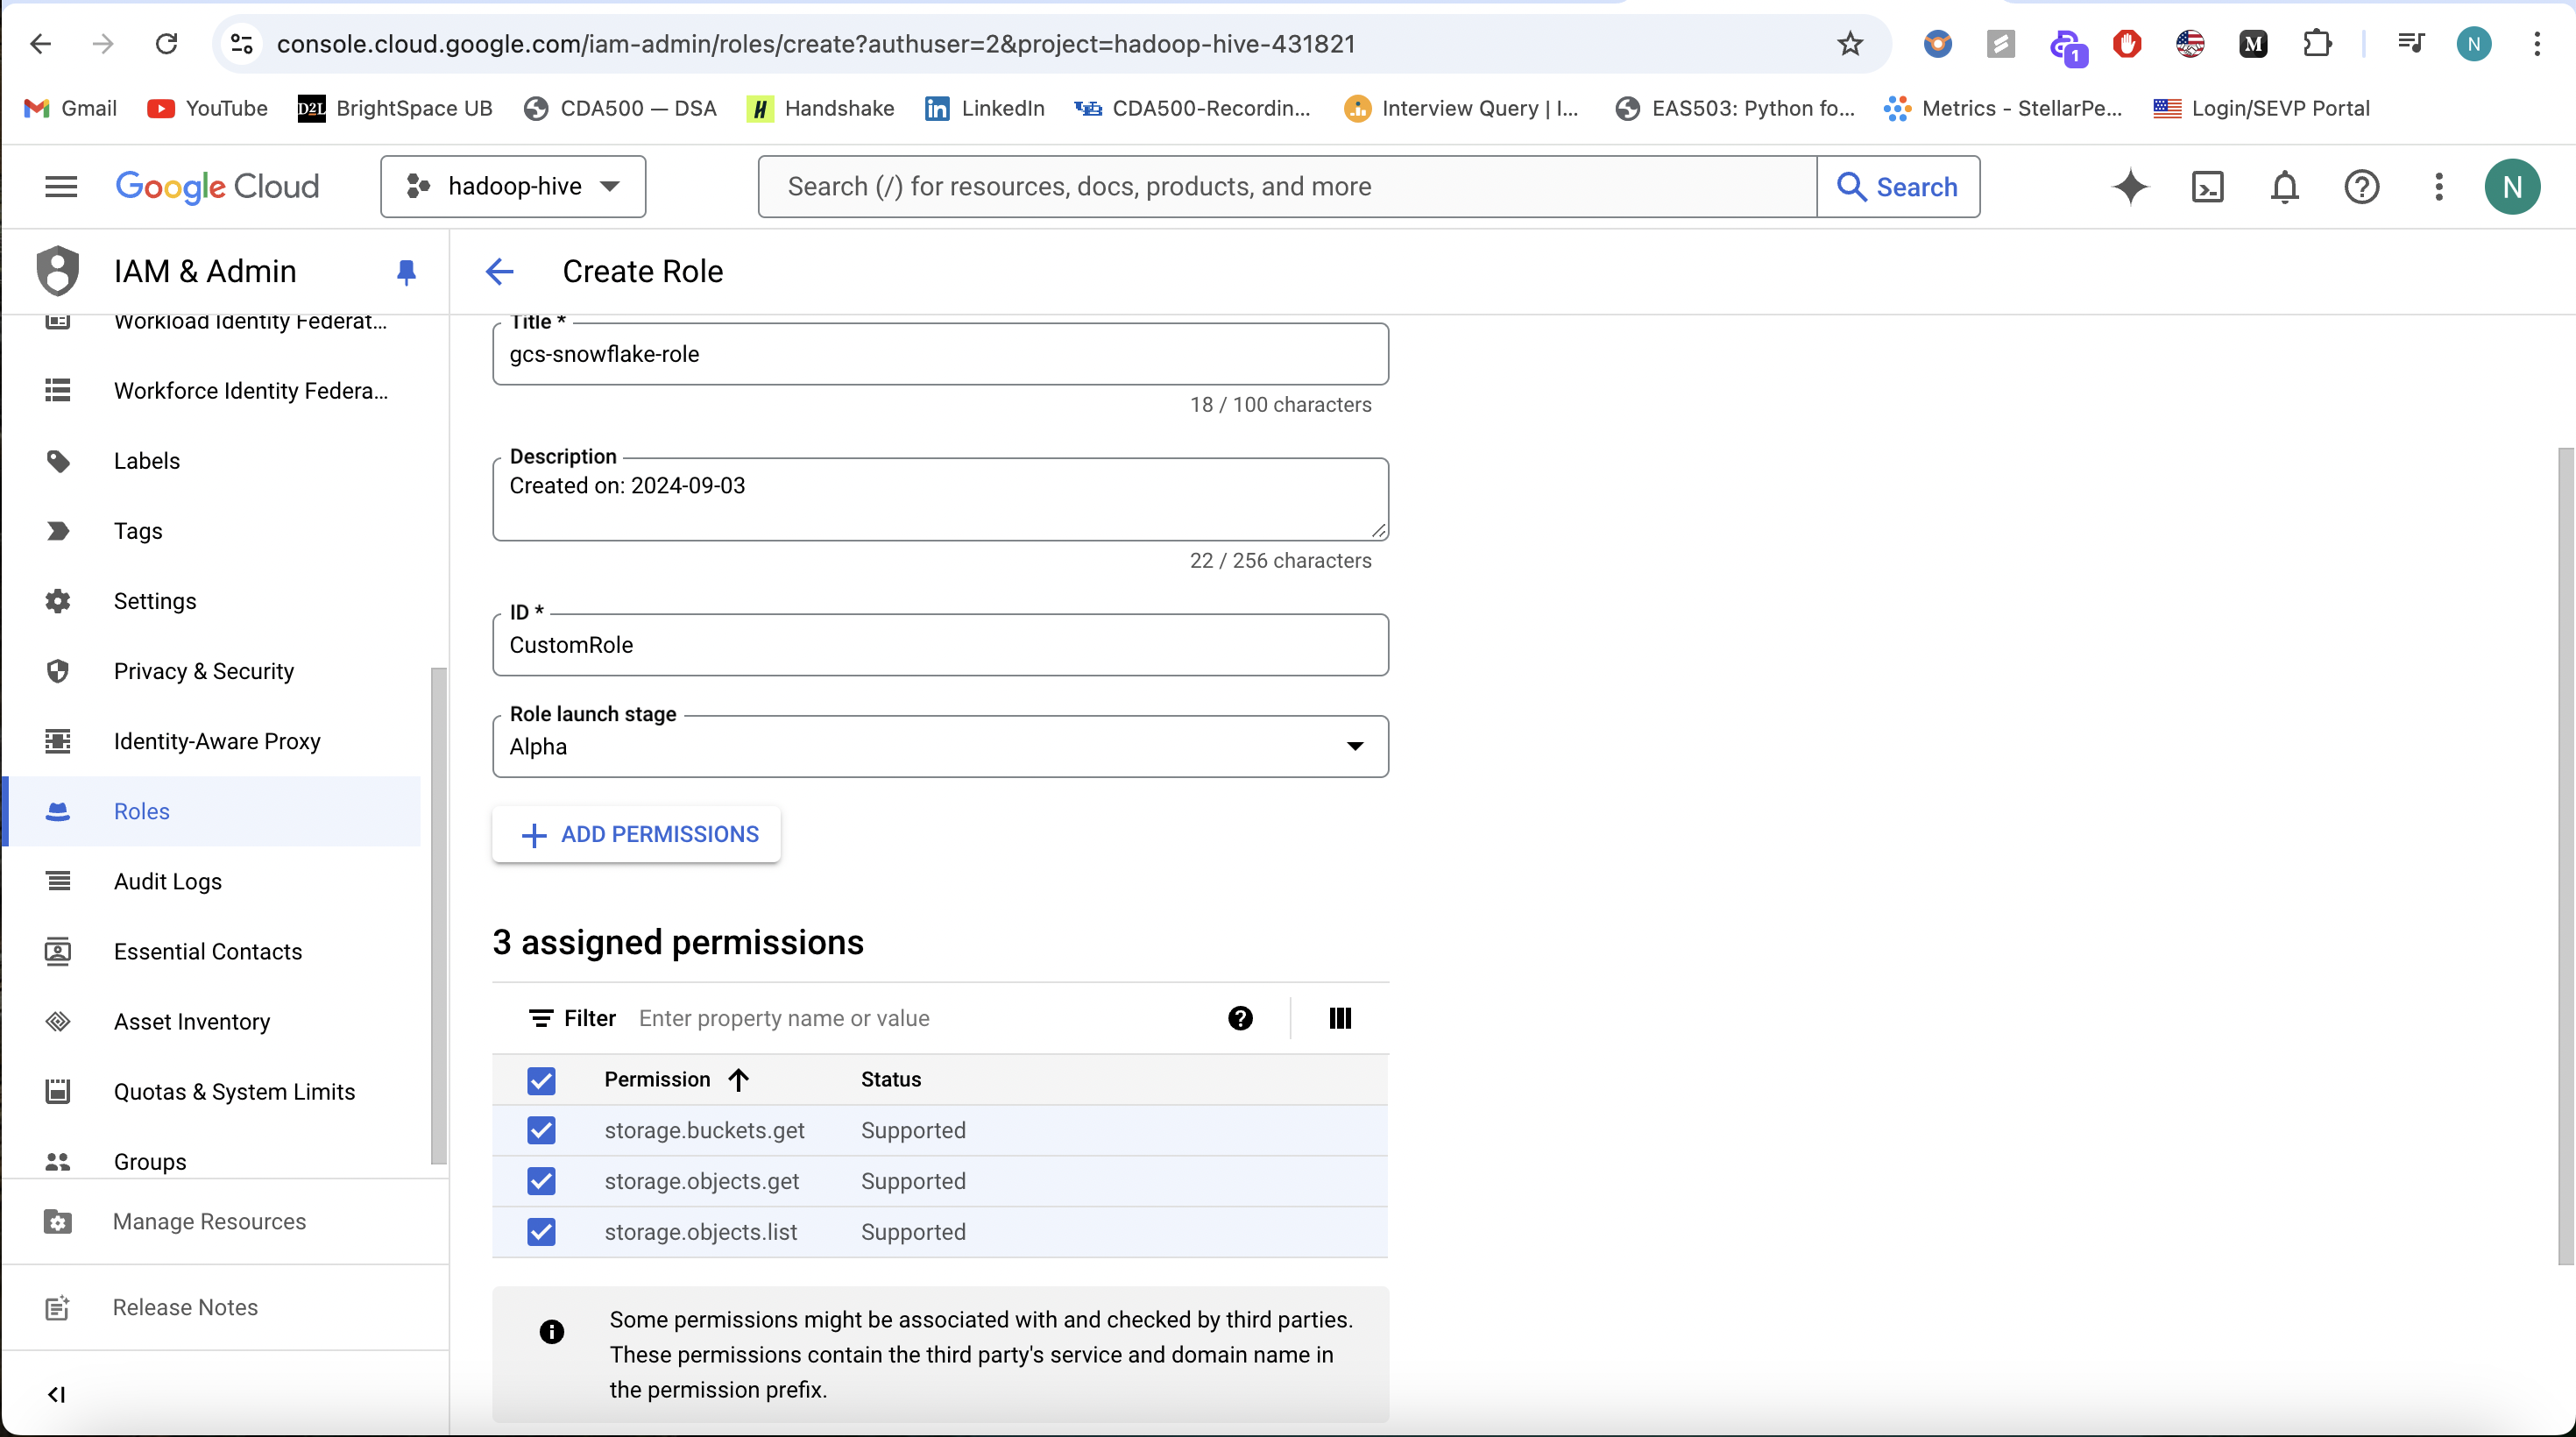 console.cloud.google.com/iam-admin/roles/create?authuser=2&project=hadoop-hive-431821
1
M
N
Gmail
YouTube
D2L BrightSpace UB
CDA500 — DSA
H Handshake
in LinkedIn
UB CDA500-Recordin...
Interview Query | I...
EAS503: Python fo...
Metrics - StellarPe...
Login/SEVP Portal
Google Cloud
hadoop-hive
Search (/) for resources, docs, products, and more
Search
N
IAM & Admin
Create Role
Workload Identity Federat...
Workforce Identity Federa...
Labels
Tags
Settings
Privacy & Security
Identity-Aware Proxy
Roles
Audit Logs
Essential Contacts
Asset Inventory
Quotas & System Limits
Groups
Manage Resources
Release Notes
Title *
gcs-snowflake-role
18 / 100 characters
Description
Created on: 2024-09-03
22 / 256 characters
ID *
CustomRole
Role launch stage
Alpha
ADD PERMISSIONS
3 assigned permissions
Filter Enter property name or value
Permission Status
storage.buckets.get Supported
storage.objects.get Supported
storage.objects.list Supported
Some permissions might be associated with and checked by third parties.
These permissions contain the third party's service and domain name in
the permission prefix.